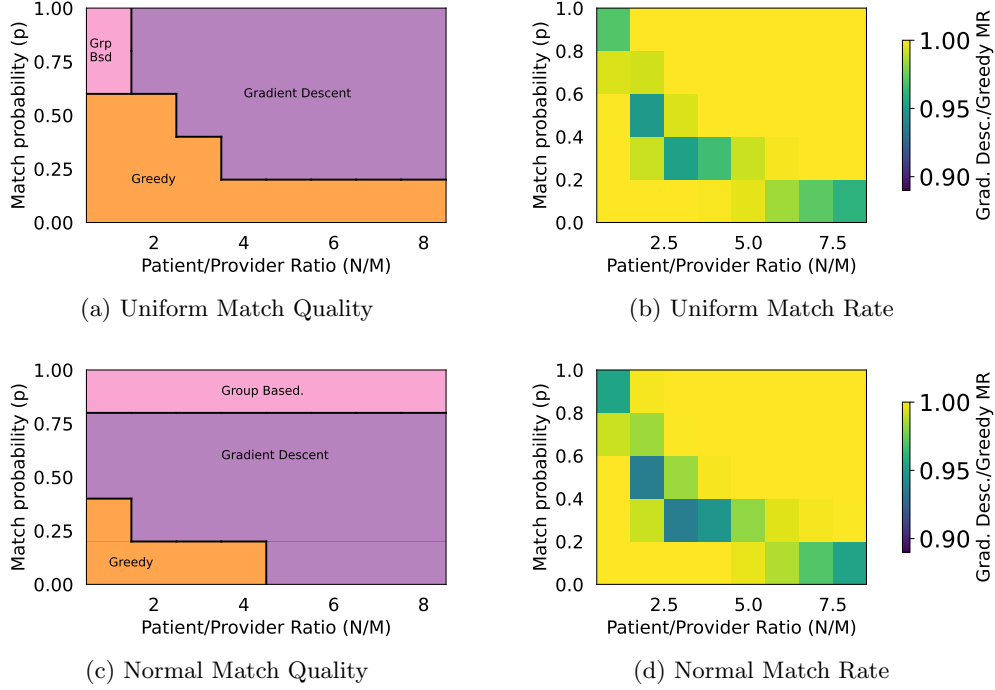 1.00
0.75
0.50
0.25
0.00
Match probability (p)
Grp
Bsd
Gradient Descent
Greedy
2
4
6
8
Patient/Provider Ratio (N/M)
(a) Uniform Match Quality
1.0
0.8
0.6
0.4
0.2
0.0
Match probability (p)
2.5
5.0
7.5
Patient/Provider Ratio (N/M)
1.00
0.95
0.90
Grad. Desc./Greedy MR
(b) Uniform Match Rate
1.00
0.75
0.50
0.25
0.00
Match probability (p)
Group Based.
Gradient Descent
Greedy
2
4
6
8
Patient/Provider Ratio (N/M)
(c) Normal Match Quality
1.0
0.8
0.6
0.4
0.2
0.0
Match probability (p)
2.5
5.0
7.5
Patient/Provider Ratio (N/M)
1.00
0.95
0.90
Grad. Desc./Greedy MR
(d) Normal Match Rate